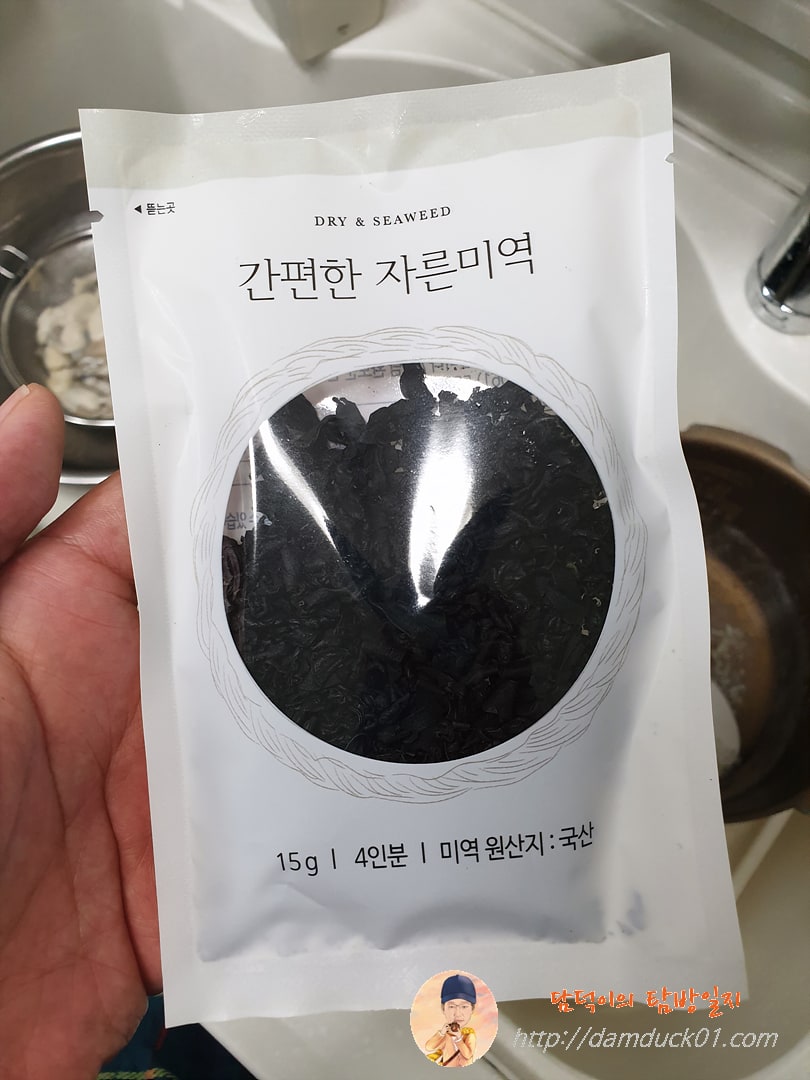 ◀ 뜯는곳
DRY & SEAWEED
간편한 자른미역
15g | 4인분 | 미역 원산지 : 국산
담덕이의 탐방일지
http://damduck01.com